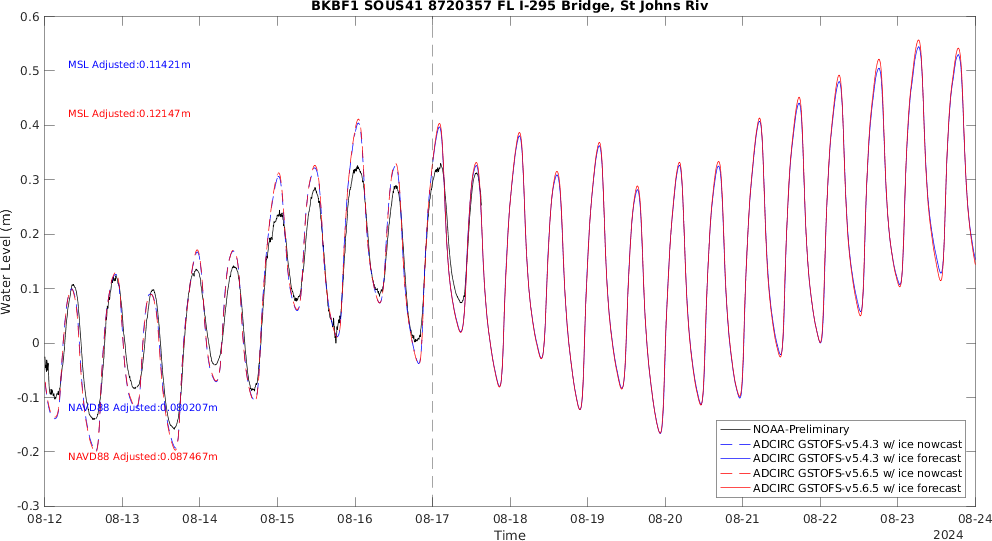 BKBF1 SOUS41 8720357 FL I-295 Bridge, St Johns Riv
0.6
0.5
0.4
0.3
0.2
0.1
0
-0.1
-0.2
-0.3
Water Level (m)
MSL Adjusted:0.11421m
MSL Adjusted:0.12147m
NAVD88 Adjusted:0.080207m
NAVD88 Adjusted:0.087467m
NOAA-Preliminary
ADCIRC GSTOFS-v5.4.3 w/ ice nowcast
ADCIRC GSTOFS-v5.4.3 w/ ice forecast
ADCIRC GSTOFS-v5.6.5 w/ ice nowcast
ADCIRC GSTOFS-v5.6.5 w/ ice forecast
08-12 08-13 08-14 08-15 08-16 08-17 08-18 08-19 08-20 08-21 08-22 08-23 08-24
Time
2024